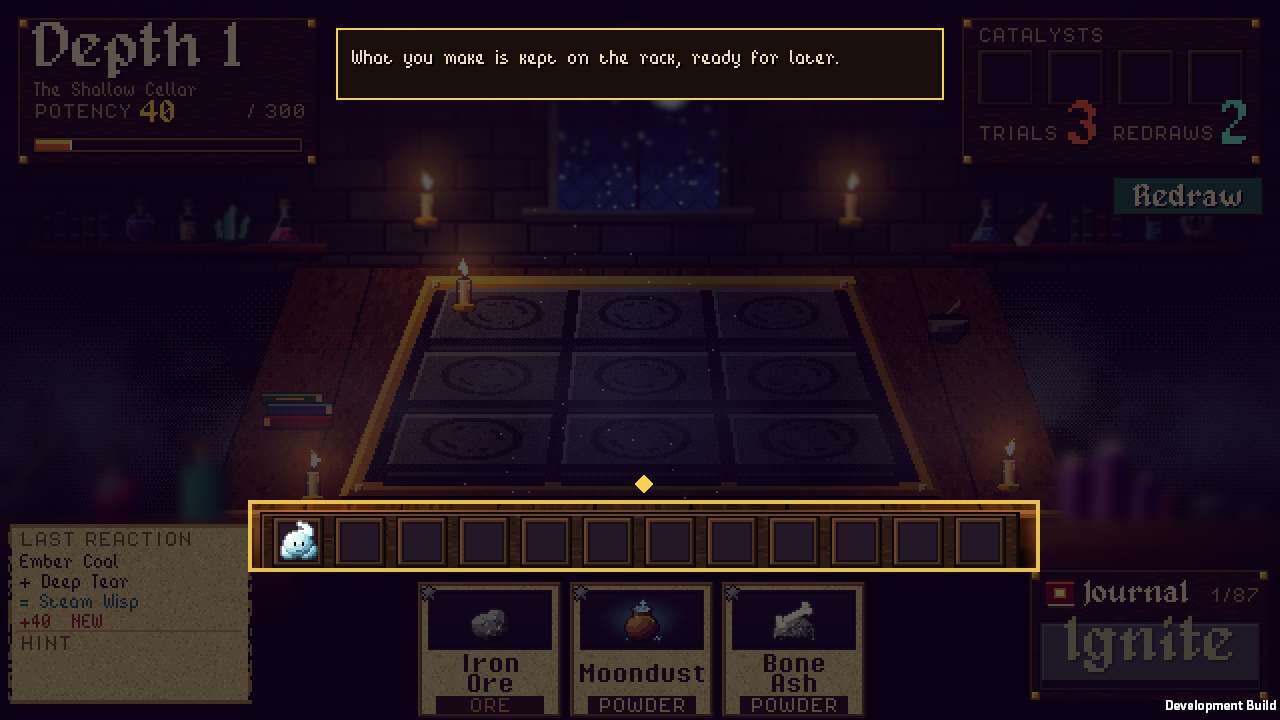 Depth 1
The Shallow Cellar
POTENCY 40 / 300
What you make is kept on the rack, ready for later.
CATALYSTS
TRIALS 3 REDRAWS 2
Redraw
LAST REACTION
Ember Coal
+ Deep Tear
= Steam Wisp
+40 NEW
HINT
Iron
Ore
ORE
Moondust
POWDER
Bone
Ash
POWDER
Journal 1/87
Ignite
Development Build